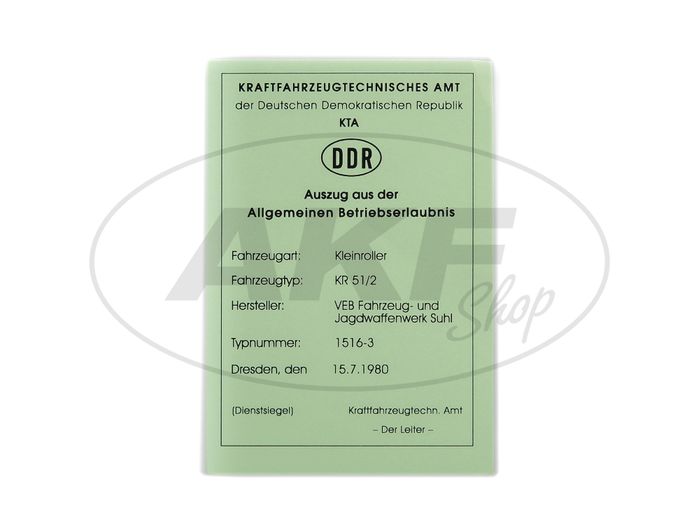 KRAFTFAHRZEUGTECHNISCHES AMT
der Deutschen Demokratischen Republik
KTA
DDR
Auszug aus der
Allgemeinen Betriebserlaubnis
Fahrzeugart: Kleinroller
Fahrzeugtyp: KR 51/2
Hersteller: VEB Fahrzeug- und
Jagdwaffenwerk Suhl
Typnummer: 1516-3
Dresden, den 15.7.1980
(Dienstsiegel) Kraftfahrzeugtechn. Amt
– Der Leiter –
AKF
Shop